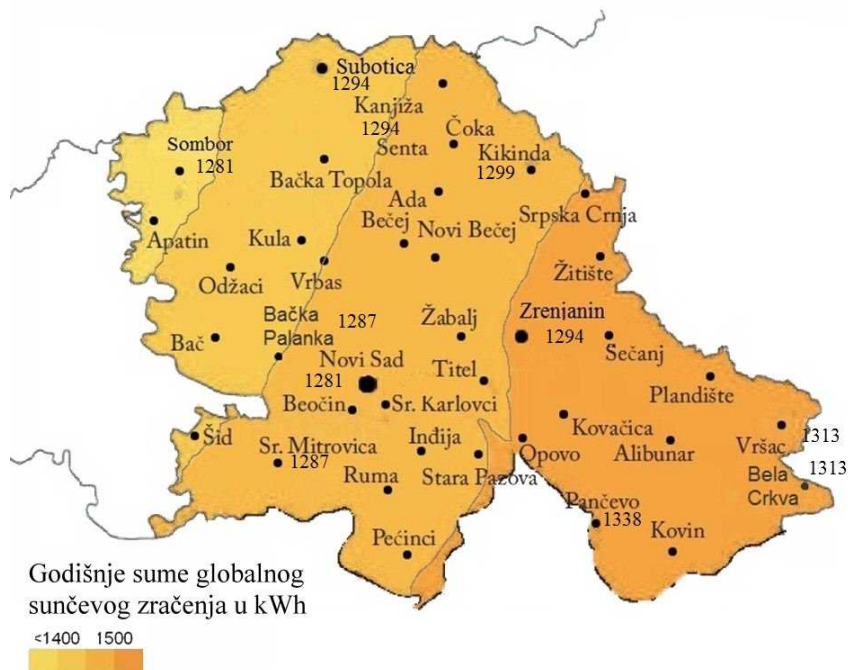 Subotica
1294
Kanjiža
1294
Senta
Čoka
Kikinda
1299
Sombor
1281
Bačka Topola
Ada
Srpska Crnja
Bečej
Novi Bečej
Apatin
Kula
Žitište
Odžaci
Vrbas
Bačka
Palanka
1287
Žabalj
Zrenjanin
1294
Bač
Sečanj
Novi Sad
1281
Titel
Plandište
Beočin
Sr. Karlovci
Kovačica
Šid
Sr. Mitrovica
1287
Inđija
Opovo
Alibunar
Vršac
1313
Ruma
Stara Pazova
Bela
Crkva
1313
Pančevo
1338
Pećinci
Kovin
Godišnje sume globalnog
sunčevog zračenja u kWh
<1400 1500